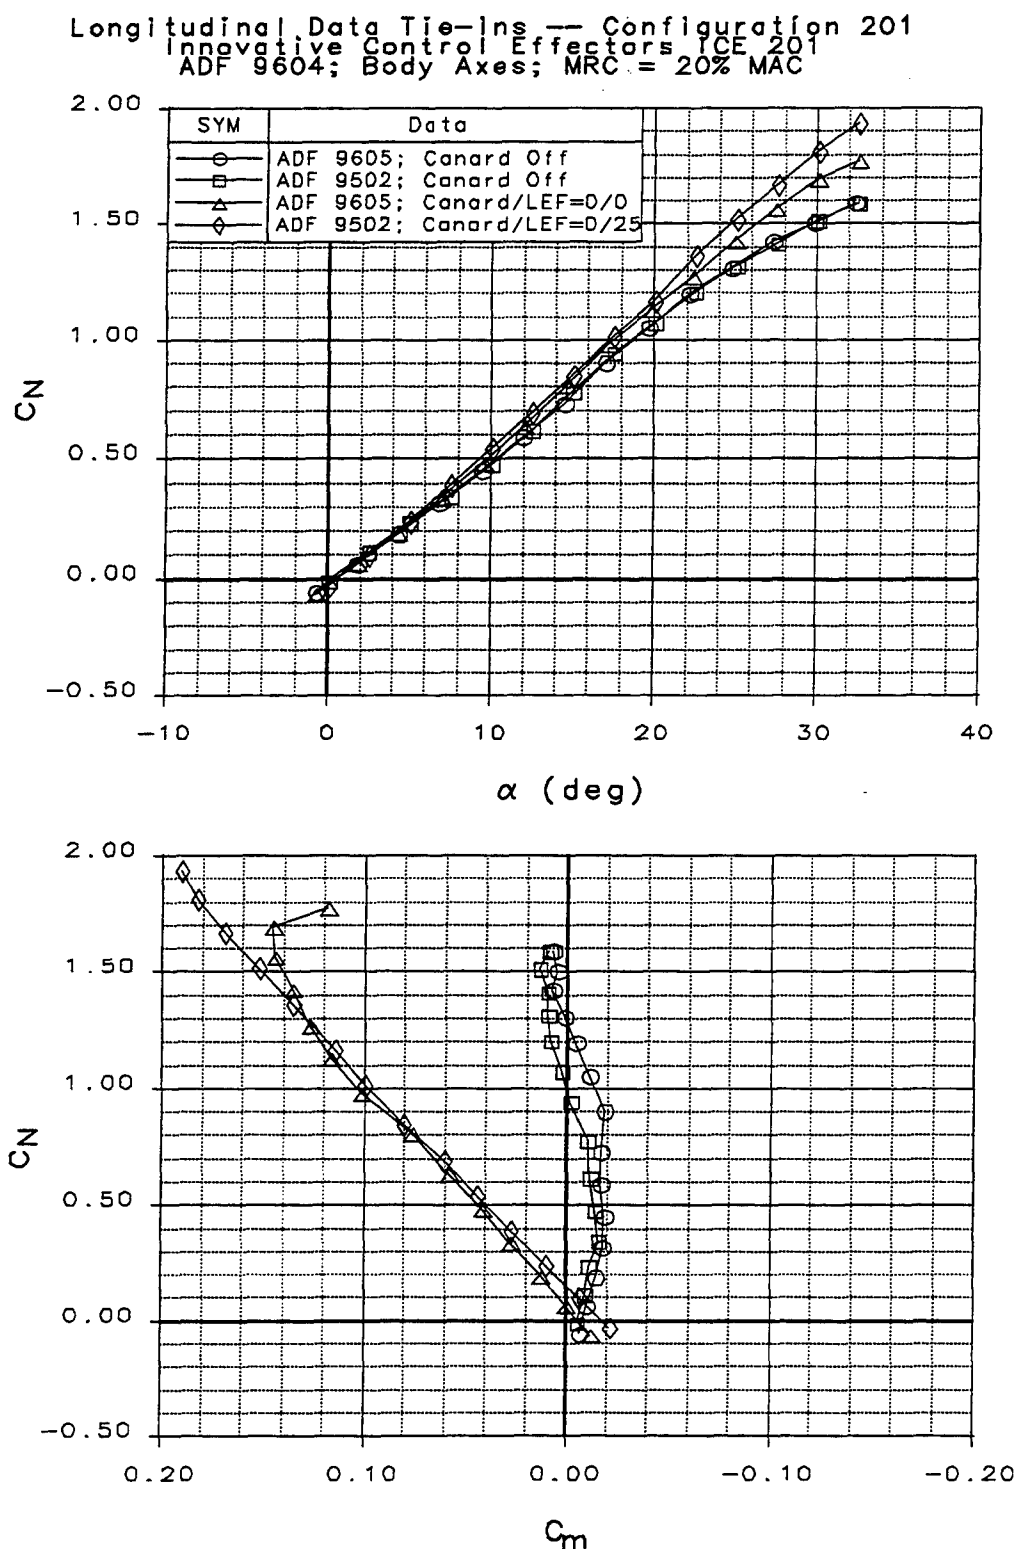 Longitudinal Data Tie-Ins -- Configuration 201
Innovative Control Effectors ICE 201
ADF 9604; Body Axes; MRC = 20% MAC
SYM Data
ADF 9605; Canard Off
ADF 9502; Canard Off
ADF 9605; Canard/LEF=0/0
ADF 9502; Canard/LEF=0/25
2.00
1.50
1.00
0.50
0.00
-0.50
CN
-10 0 10 20 30 40
α (deg)
2.00
1.50
1.00
0.50
0.00
-0.50
CN
0.20 0.10 0.00 -0.10 -0.20
Cm